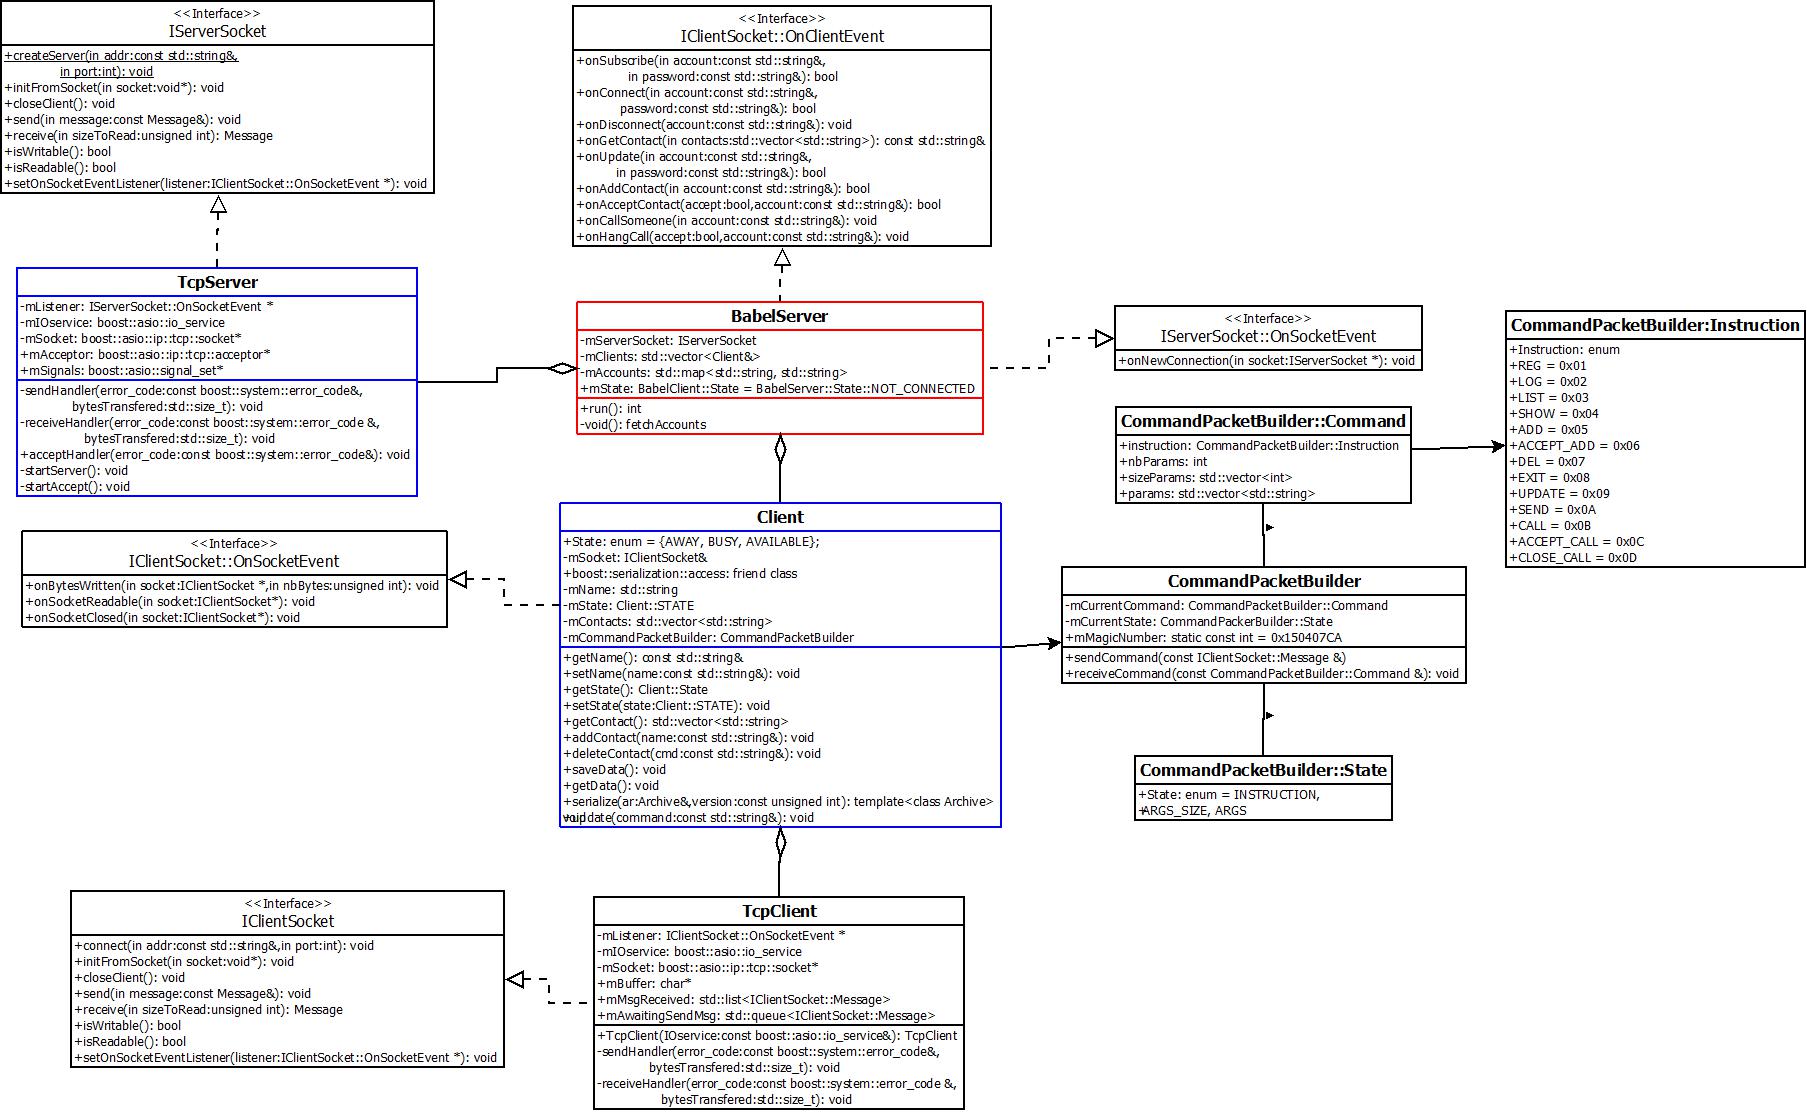 <<Interface>>
IServerSocket
+createServer(in addr:const std::string&,
in port:int): void
+initFromSocket(in socket:void*): void
+closeClient(): void
+send(in message:const Message&): void
+receive(in sizeToRead:unsigned int): Message
+isWritable(): bool
+isReadable(): bool
+setOnSocketEventListener(listener:IClientSocket::OnSocketEvent *): void
<<Interface>>
IClientSocket::OnClientEvent
+onSubscribe(in account:const std::string&,
in password:const std::string&): bool
+onConnect(in account:const std::string&,
password:const std::string&): bool
+onDisconnect(account:const std::string&): void
+onGetContact(in contacts:std::vector<std::string>): const std::string&
+onUpdate(in account:const std::string&,
in password:const std::string&): bool
+onAddContact(in account:const std::string&): bool
+onAcceptContact(accept:bool,account:const std::string&): bool
+onCallSomeone(in account:const std::string&): void
+onHangCall(accept:bool,account:const std::string&): void
TcpServer
-mListener: IServerSocket::OnSocketEvent *
-mIOservice: boost::asio::io_service
-mSocket: boost::asio::ip::tcp::socket*
+mAcceptor: boost::asio::ip::tcp::acceptor*
+mSignals: boost::asio::signal_set*
-sendHandler(error_code:const boost::system::error_code&,
bytesTransfered:std::size_t): void
-receiveHandler(error_code:const boost::system::error_code &,
bytesTransfered:std::size_t): void
+acceptHandler(error_code:const boost::system::error_code&): void
-startServer(): void
-startAccept(): void
BabelServer
-mServerSocket: IServerSocket
-mClients: std::vector<Client&>
-mAccounts: std::map<std::string, std::string>
+mState: BabelClient::State = BabelServer::State::NOT_CONNECTED
+run(): int
-void(): fetchAccounts
<<Interface>>
IServerSocket::OnSocketEvent
+onNewConnection(in socket:IServerSocket *): void
CommandPacketBuilder::Command
+instruction: CommandPacketBuilder::Instruction
+nbParams: int
+sizeParams: std::vector<int>
+params: std::vector<std::string>
CommandPacketBuilder:Instruction
+Instruction: enum
+REG = 0x01
+LOG = 0x02
+LIST = 0x03
+SHOW = 0x04
+ADD = 0x05
+ACCEPT_ADD = 0x06
+DEL = 0x07
+EXIT = 0x08
+UPDATE = 0x09
+SEND = 0x0A
+CALL = 0x0B
+ACCEPT_CALL = 0x0C
+CLOSE_CALL = 0x0D
<<Interface>>
IClientSocket::OnSocketEvent
+onBytesWritten(in socket:IClientSocket *,in nbBytes:unsigned int): void
+onSocketReadable(in socket:IClientSocket*): void
+onSocketClosed(in socket:IClientSocket*): void
Client
+State: enum = {AWAY, BUSY, AVAILABLE};
-mSocket: IClientSocket&
+boost::serialization::access: friend class
-mName: std::string
-mState: Client::STATE
-mContacts: std::vector<std::string>
-mCommandPacketBuilder: CommandPacketBuilder
+getName(): const std::string&
+setName(name:const std::string&): void
+getState(): Client::State
+setState(state:Client::STATE): void
+getContact(): std::vector<std::string>
+addContact(name:const std::string&): void
+deleteContact(cmd:const std::string&): void
+saveData(): void
+getData(): void
+serialize(ar:Archive&,version:const unsigned int): template<class Archive>
void
+update(command:const std::string&): void
CommandPacketBuilder
-mCurrentCommand: CommandPacketBuilder::Command
-mCurrentState: CommandPackerBuilder::State
+mMagicNumber: static const int = 0x150407CA
+sendCommand(const IClientSocket::Message &)
+receiveCommand(const CommandPacketBuilder::Command &): void
CommandPacketBuilder::State
+State: enum = INSTRUCTION,
+ARGS_SIZE, ARGS
<<Interface>>
IClientSocket
+connect(in addr:const std::string&,in port:int): void
+initFromSocket(in socket:void*): void
+closeClient(): void
+send(in message:const Message&): void
+receive(in sizeToRead:unsigned int): Message
+isWritable(): bool
+isReadable(): bool
+setOnSocketEventListener(listener:IClientSocket::OnSocketEvent *): void
TcpClient
-mListener: IClientSocket::OnSocketEvent *
-mIOservice: boost::asio::io_service
-mSocket: boost::asio::ip::tcp::socket*
+mBuffer: char*
+mMsgReceived: std::list<IClientSocket::Message>
+mAwaitingSendMsg: std::queue<IClientSocket::Message>
+TcpClient(IOservice:const boost::asio::io_service&): TcpClient
-sendHandler(error_code:const boost::system::error_code&,
bytesTransfered:std::size_t): void
-receiveHandler(error_code:const boost::system::error_code &,
bytesTransfered:std::size_t): void